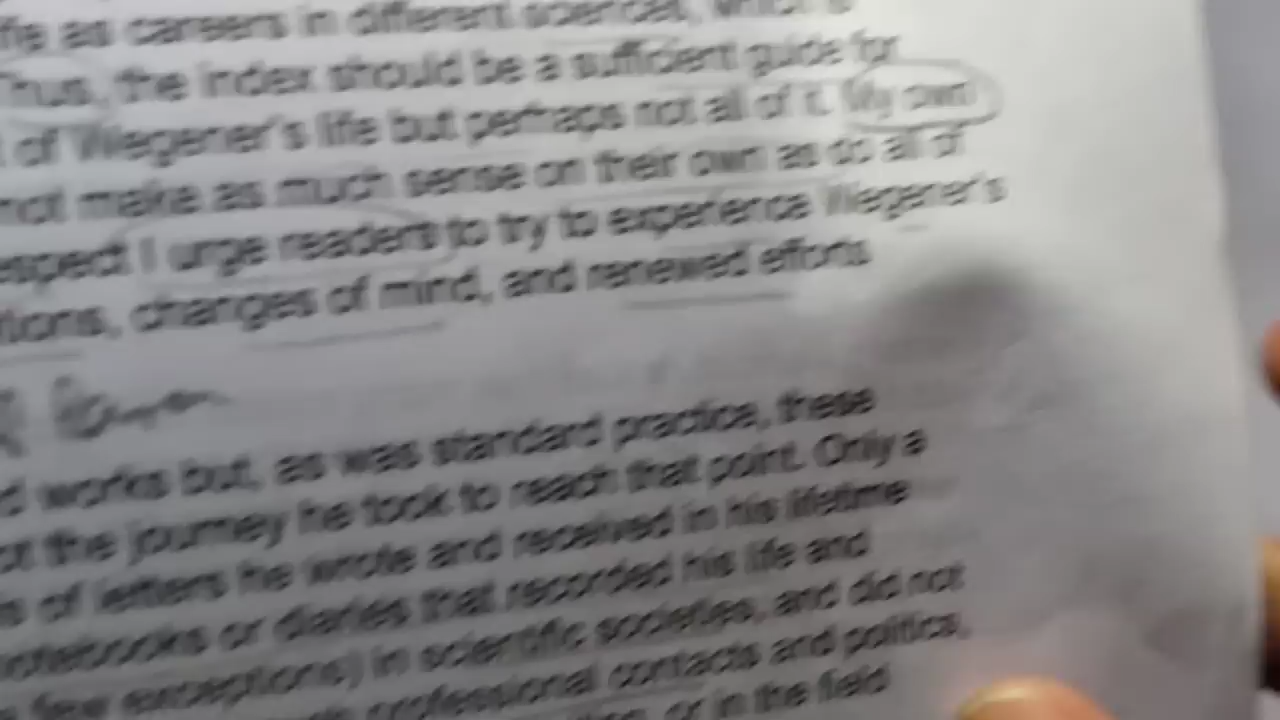 as careers in different sciences, which is
Thus, the index should be a sufficient guide for
of Wegener's life but perhaps not all of it. My own
not make as much sense on their own as do all of
I urge readers to try to experience Wegener's
changes of mind, and renewed efforts
works but, as was standard practice, these
the journey he took to reach that point. Only a
of letters he wrote and received in his lifetime
notebooks or diaries that recorded his life and
few exceptions) in scientific societies, and did not
professional contacts and politics,
or in the field